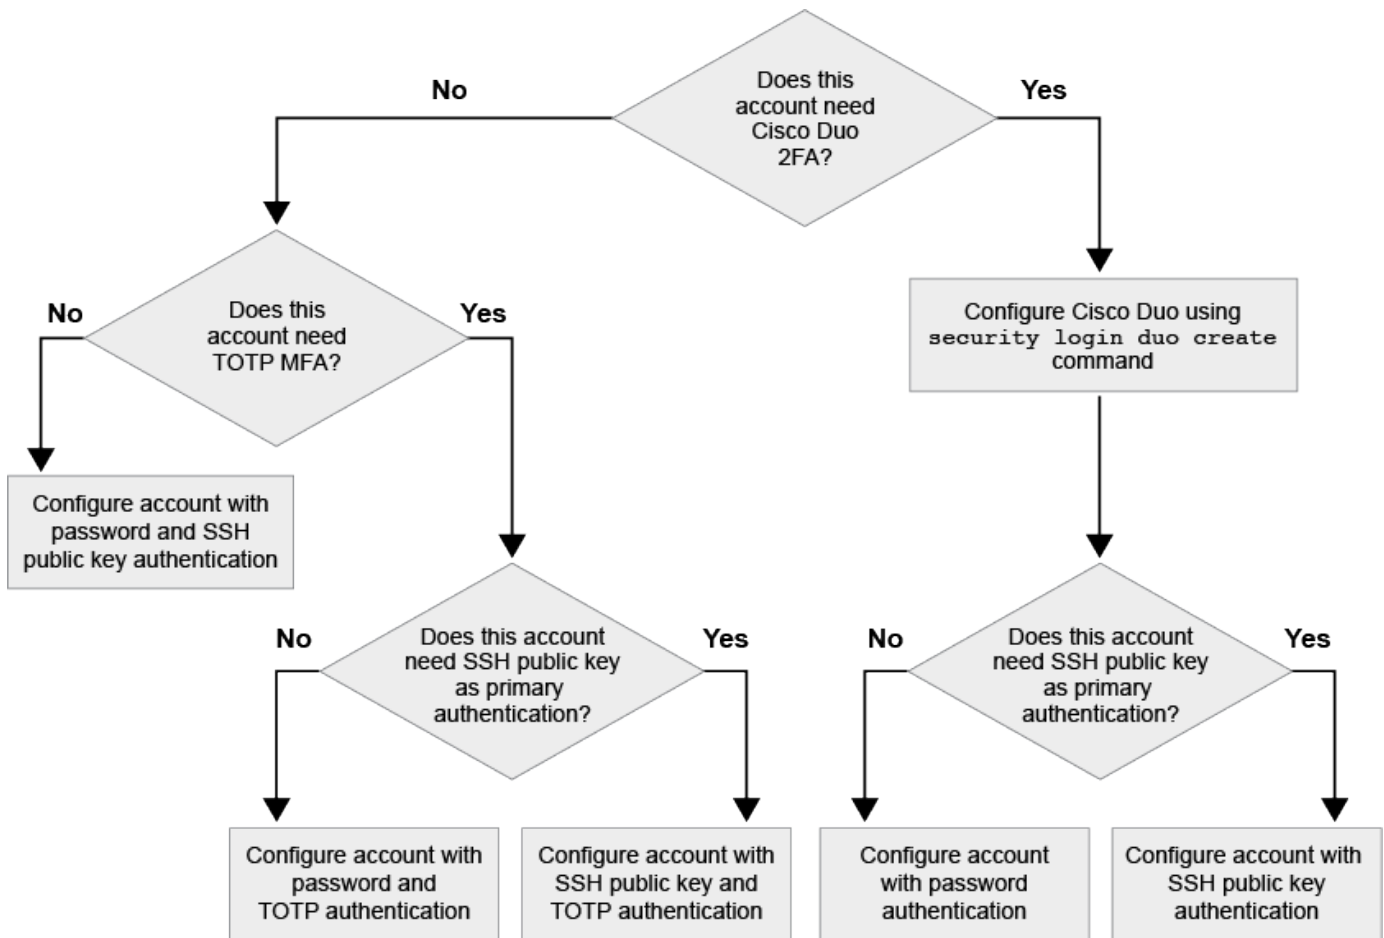 Does this
account need
Cisco Duo
2FA?
No
Yes
Does this
account need
TOTP MFA?
No
Yes
Configure Cisco Duo using
security login duo create
command
Configure account with
password and SSH
public key authentication
Does this account
need SSH public key
as primary
authentication?
No
Yes
Does this account
need SSH public key
as primary
authentication?
No
Yes
Configure account with
password and
TOTP authentication
Configure account with
SSH public key and
TOTP authentication
Configure account
with password
authentication
Configure account with
SSH public key
authentication